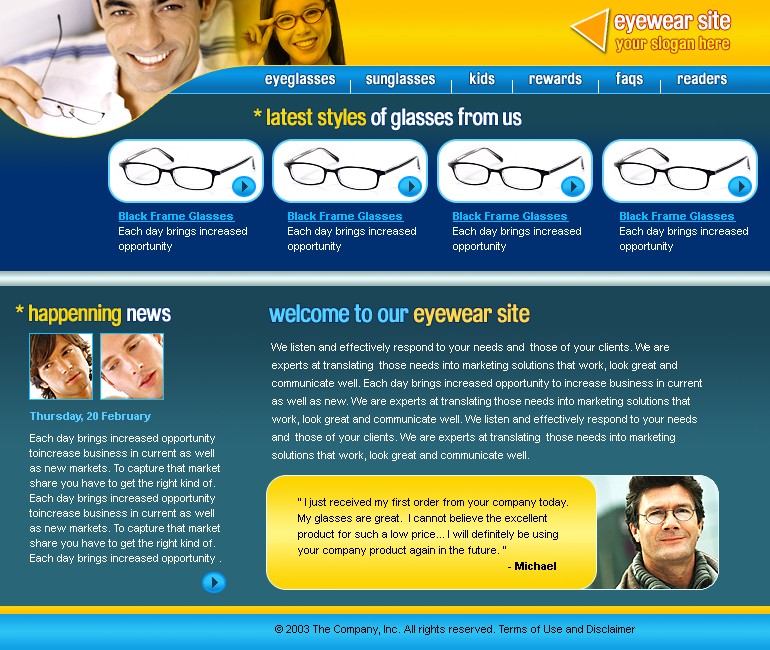 eyewear site
your slogan here
eyeglasses sunglasses kids rewards faqs readers
* latest styles of glasses from us
Black Frame Glasses Black Frame Glasses Black Frame Glasses Black Frame Glasses
Each day brings increased Each day brings increased Each day brings increased Each day brings increased
opportunity opportunity opportunity opportunity
* happenning news
Thursday, 20 February
Each day brings increased opportunity
toincrease business in current as well
as new markets. To capture that market
share you have to get the right kind of.
Each day brings increased opportunity
toincrease business in current as well
as new markets. To capture that market
share you have to get the right kind of.
Each day brings increased opportunity .
welcome to our eyewear site
We listen and effectively respond to your needs and those of your clients. We are
experts at translating those needs into marketing solutions that work, look great and
communicate well. Each day brings increased opportunity to increase business in current
as well as new. We are experts at translating those needs into marketing solutions that
work, look great and communicate well. We listen and effectively respond to your needs
and those of your clients. We are experts at translating those needs into marketing
solutions that work, look great and communicate well.
" I just received my first order from your company today.
My glasses are great. I cannot believe the excellent
product for such a low price... I will definitely be using
your company product again in the future. "
- Michael
© 2003 The Company, Inc. All rights reserved. Terms of Use and Disclaimer